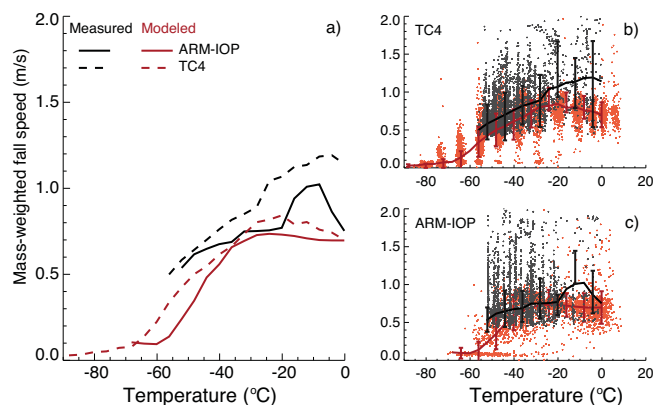 Measured Modeled
ARM-IOP
TC4
a)
Mass-weighted fall speed (m/s)
2.0
1.5
1.0
0.5
0.0
-80 -60 -40 -20 0
Temperature (°C)
TC4 b)
2.0
1.5
1.0
0.5
0.0
-80 -60 -40 -20 0 20
ARM-IOP c)
2.0
1.5
1.0
0.5
0.0
-80 -60 -40 -20 0 20
Temperature (°C)